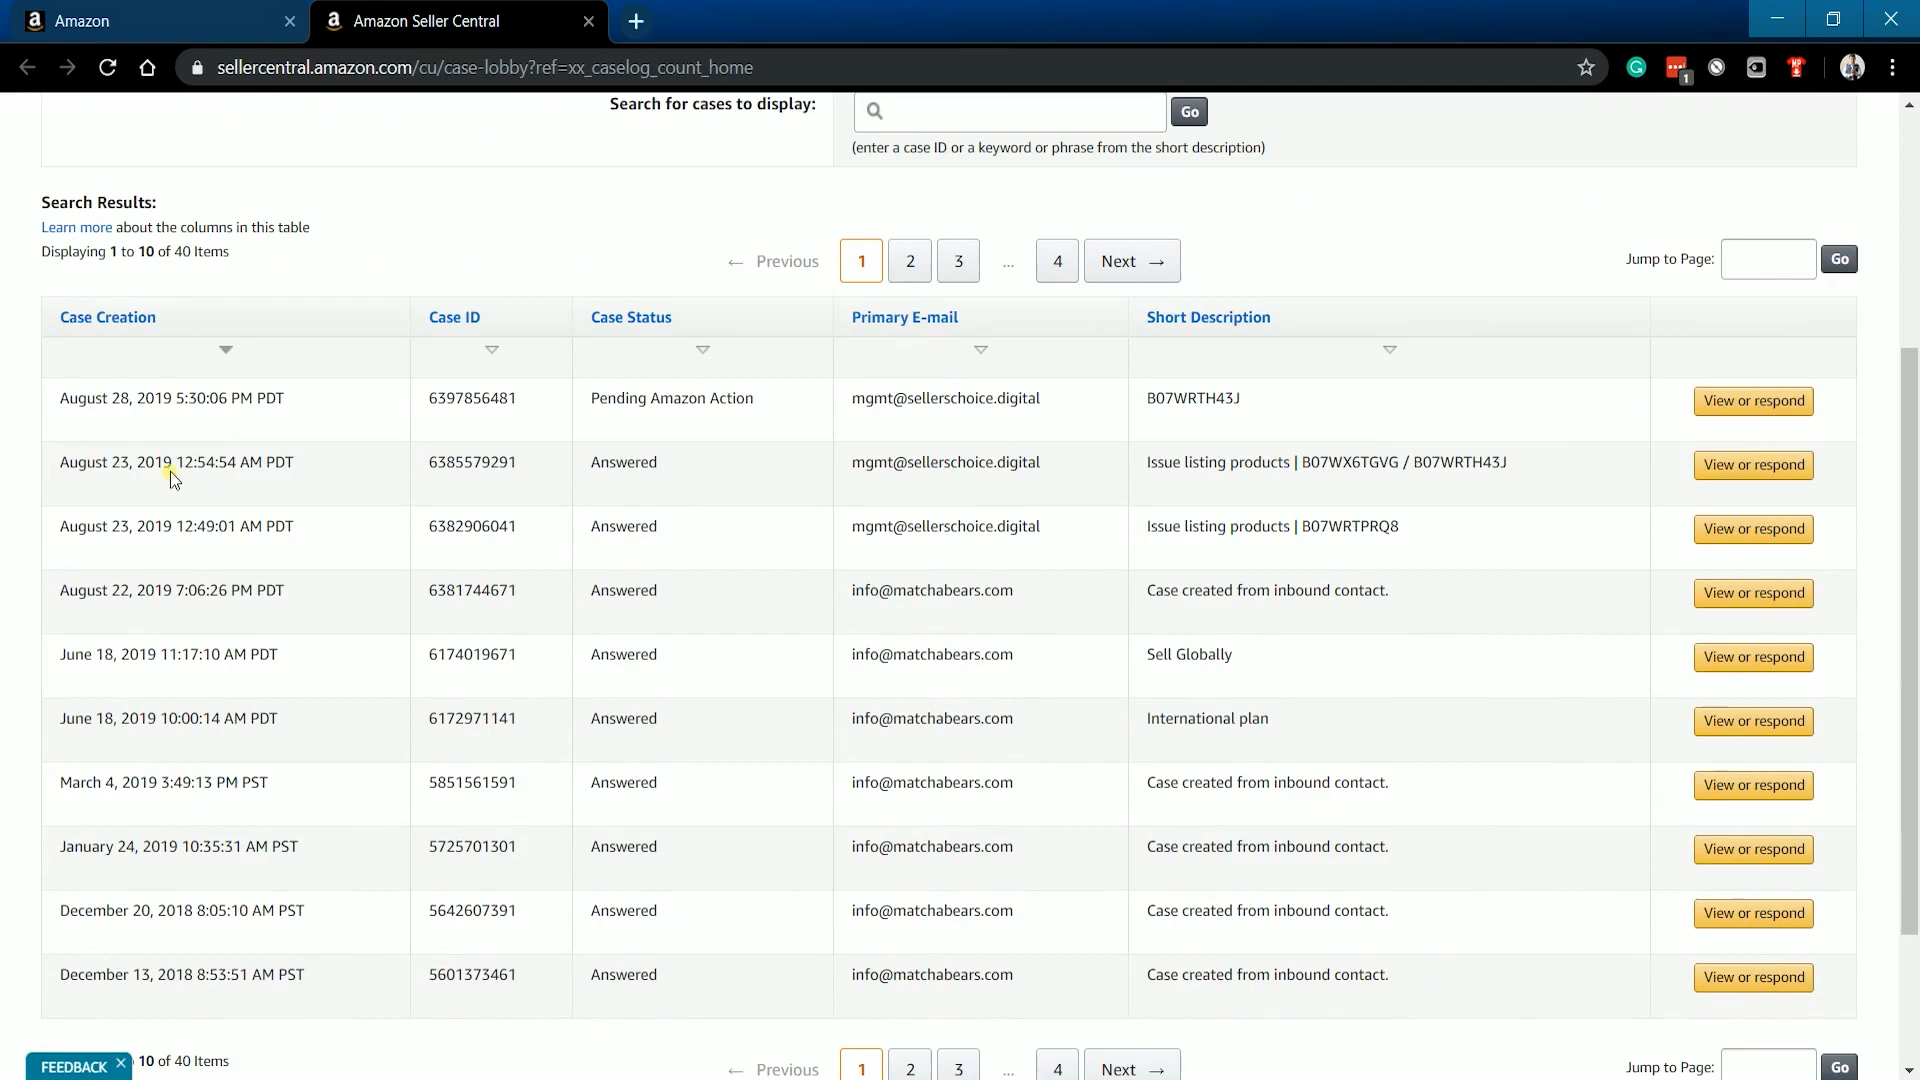 Amazon
Amazon Seller Central
sellercentral.amazon.com/cu/case-lobby?ref=xx_caselog_count_home
1
Search for cases to display:
Go
(enter a case ID or a keyword or phrase from the short description)
Search Results:
Learn more about the columns in this table
Displaying 1 to 10 of 40 Items
← Previous 1 2 3 ... 4 Next →
Jump to Page: Go
Case Creation Case ID Case Status Primary E-mail Short Description
August 28, 2019 5:30:06 PM PDT 6397856481 Pending Amazon Action mgmt@sellerschoice.digital B07WRTH43J View or respond
August 23, 2019 12:54:54 AM PDT 6385579291 Answered mgmt@sellerschoice.digital Issue listing products | B07WX6TGVG / B07WRTH43J View or respond
August 23, 2019 12:49:01 AM PDT 6382906041 Answered mgmt@sellerschoice.digital Issue listing products | B07WRTPRQ8 View or respond
August 22, 2019 7:06:26 PM PDT 6381744671 Answered info@matchabears.com Case created from inbound contact. View or respond
June 18, 2019 11:17:10 AM PDT 6174019671 Answered info@matchabears.com Sell Globally View or respond
June 18, 2019 10:00:14 AM PDT 6172971141 Answered info@matchabears.com International plan View or respond
March 4, 2019 3:49:13 PM PST 5851561591 Answered info@matchabears.com Case created from inbound contact. View or respond
January 24, 2019 10:35:31 AM PST 5725701301 Answered info@matchabears.com Case created from inbound contact. View or respond
December 20, 2018 8:05:10 AM PST 5642607391 Answered info@matchabears.com Case created from inbound contact. View or respond
December 13, 2018 8:53:51 AM PST 5601373461 Answered info@matchabears.com Case created from inbound contact. View or respond
FEEDBACK
10 of 40 Items
← Previous 1 2 3 ... 4 Next →
Jump to Page: Go